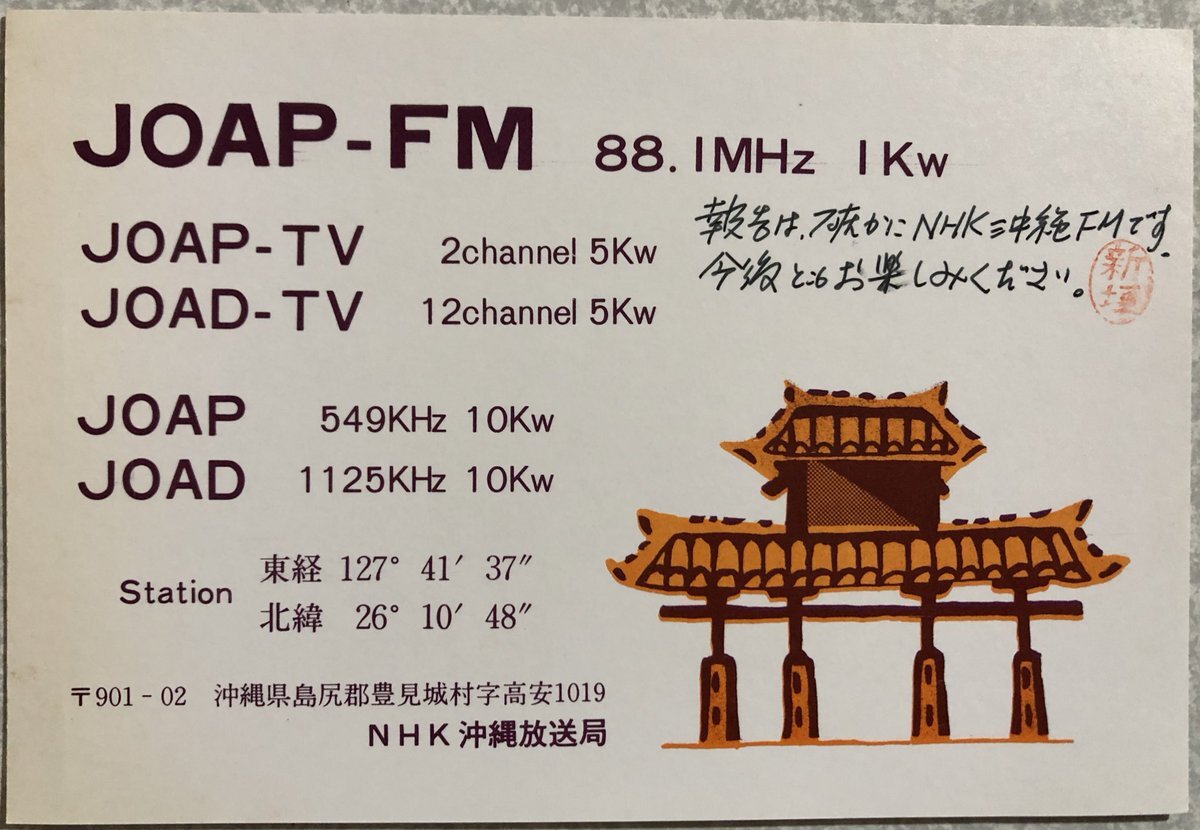 JOAP-FM 88.1MHz 1Kw
報告は、確かにNHK沖縄FMです.
今後ともお楽しみください。
新垣
JOAP-TV 2channel 5Kw
JOAD-TV 12channel 5Kw
JOAP 549KHz 10Kw
JOAD 1125KHz 10Kw
Station 東経 127° 41′ 37″
北緯 26° 10′ 48″
〒901-02 沖縄県島尻郡豊見城村字高安1019
NHK沖縄放送局